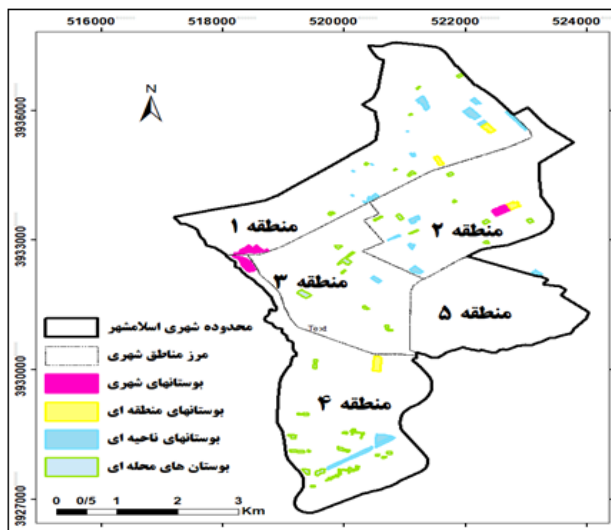 516000 518000 520000 522000 524000
3936000
3933000
3930000
3927000
N
منطقه ۱
منطقه ۲
منطقه ۳
منطقه ۵
منطقه ۴
Text
محدوده شهری اسلامشهر
مرز مناطق شهری
بوستانهای شهری
بوستانهای منطقه ای
بوستانهای ناحیه ای
بوستان های محله ای
0 0/5 1 2 3
Km